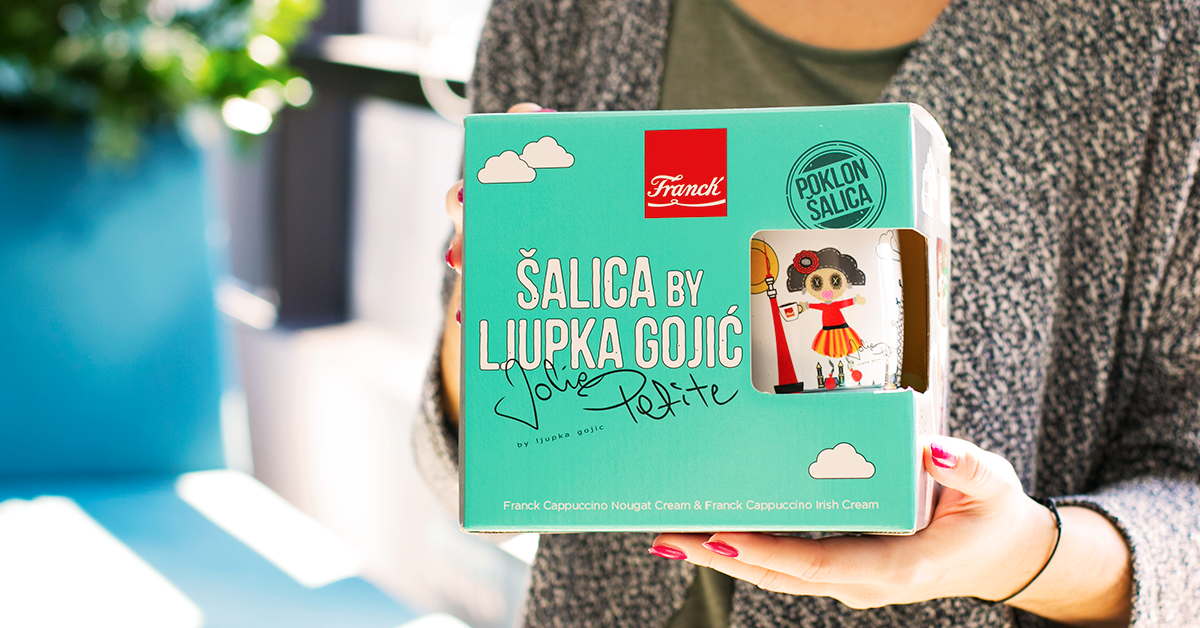 Franck
POKLON
ŠALICA
ŠALICA BY
LJUPKA GOJIĆ
Jolie Petite
by ljupka gojic
Franck Cappuccino Nougat Cream & Franck Cappuccino Irish Cream